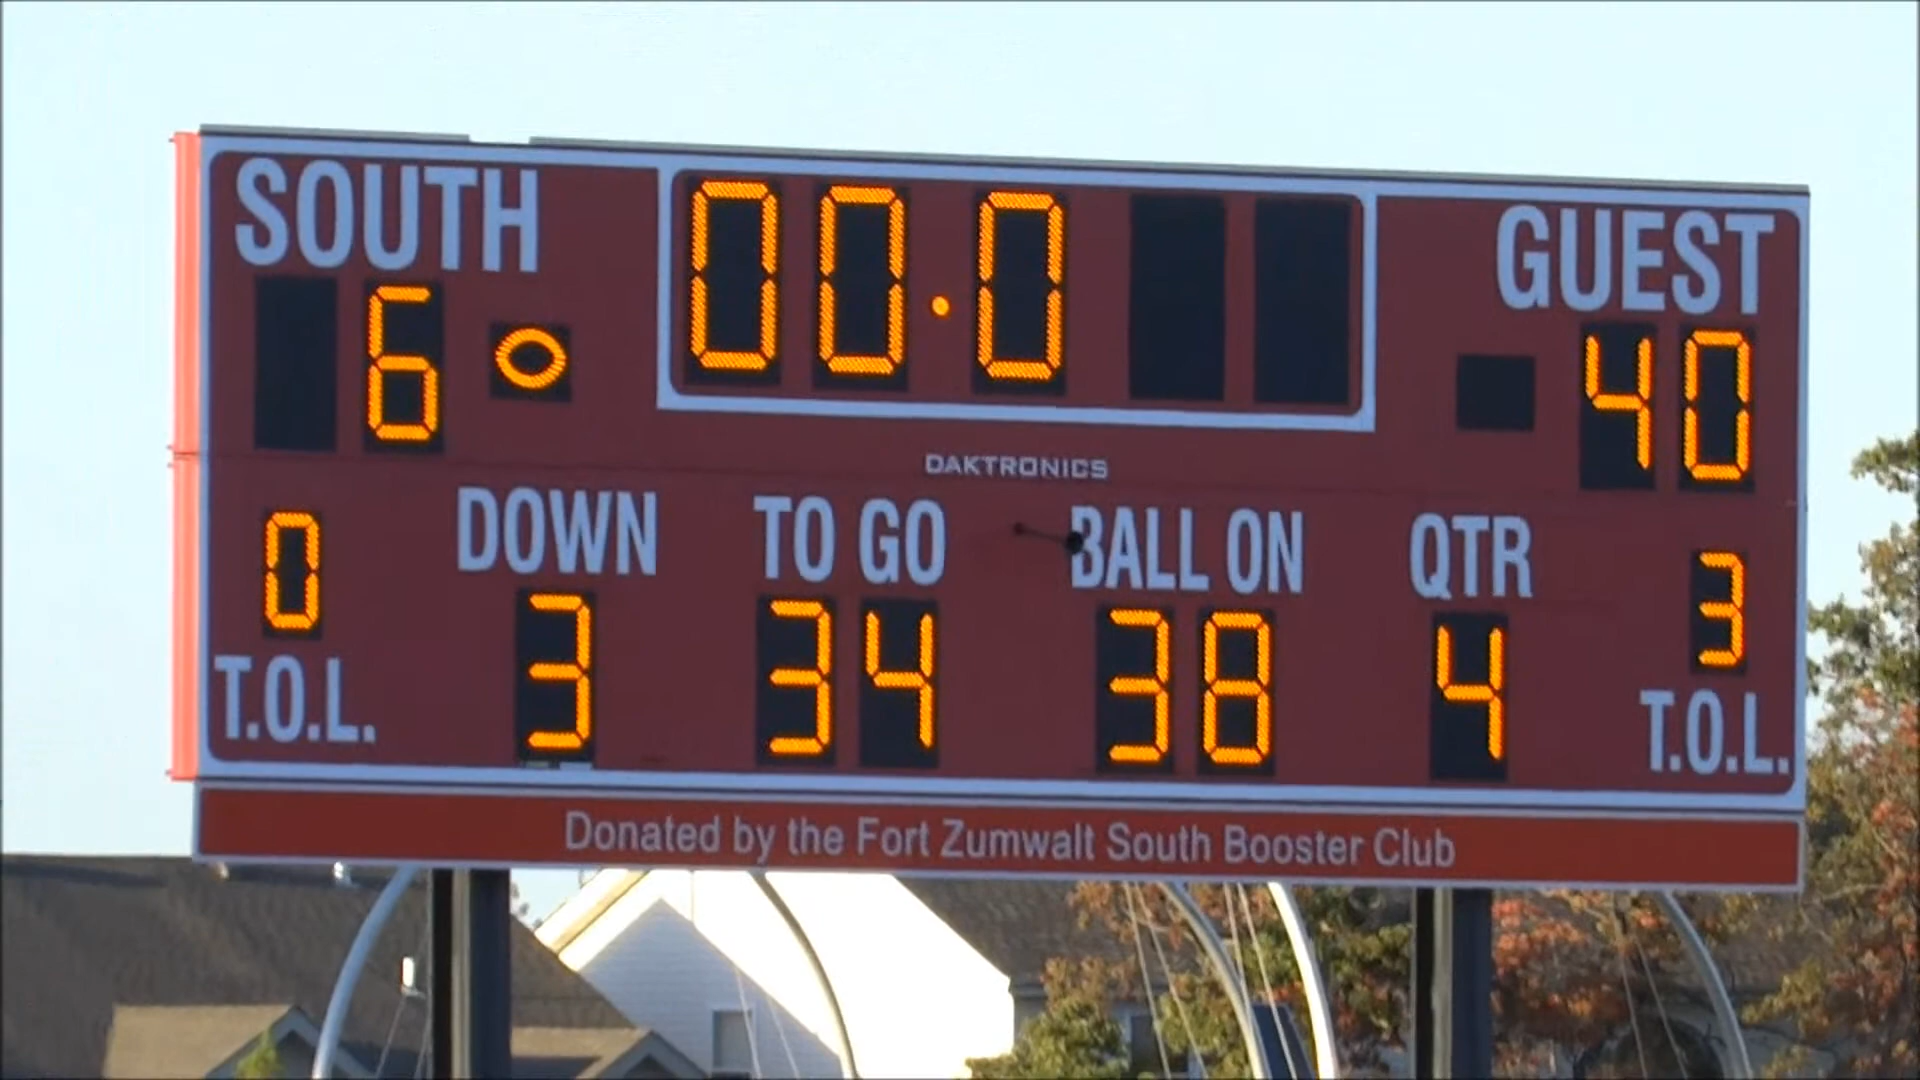 SOUTH 00.0 GUEST
6 40
DAKTRONICS
0 DOWN TO GO BALL ON QTR 3
T.O.L. 3 34 38 4 T.O.L.
Donated by the Fort Zumwalt South Booster Club